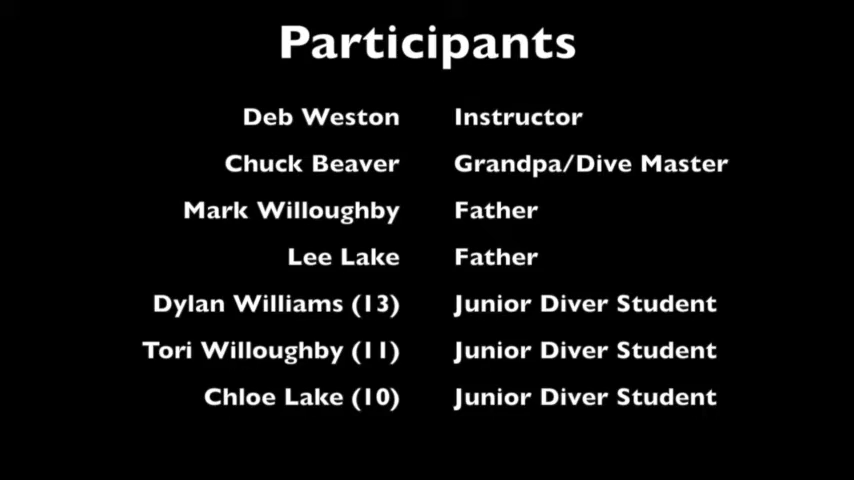 Participants
Deb Weston Instructor
Chuck Beaver Grandpa/Dive Master
Mark Willoughby Father
Lee Lake Father
Dylan Williams (13) Junior Diver Student
Tori Willoughby (11) Junior Diver Student
Chloe Lake (10) Junior Diver Student